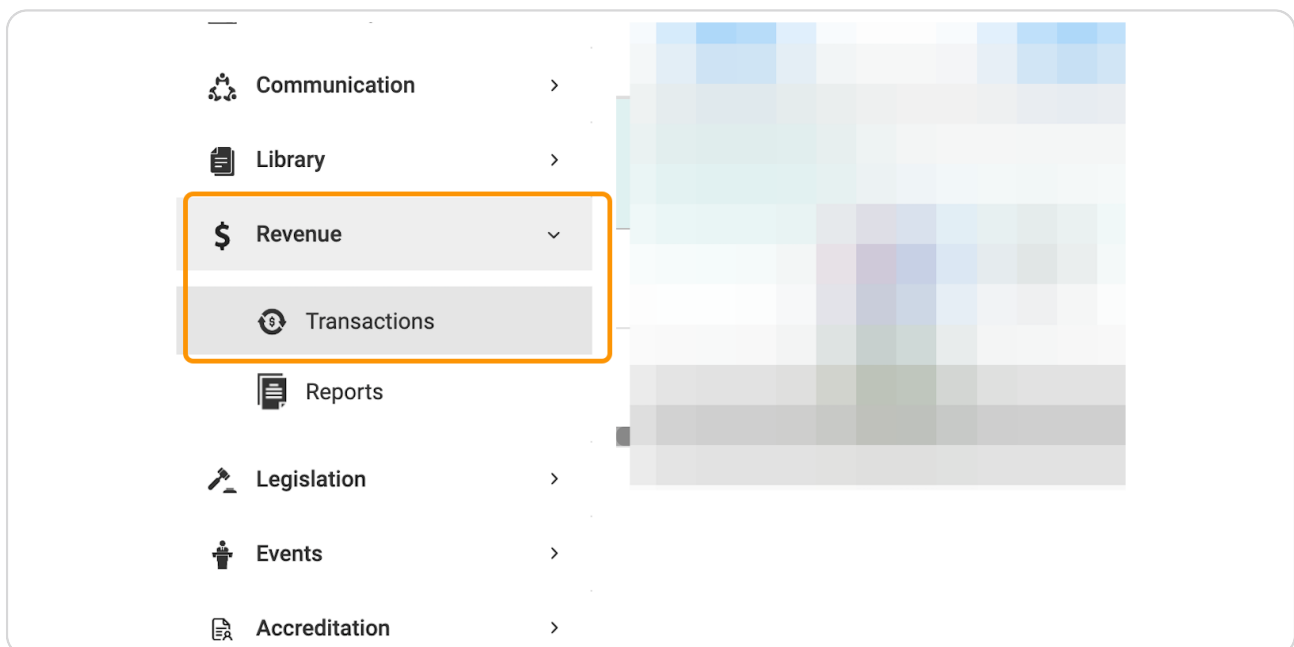 Communication
Library
Revenue
Transactions
Reports
Legislation
Events
Accreditation